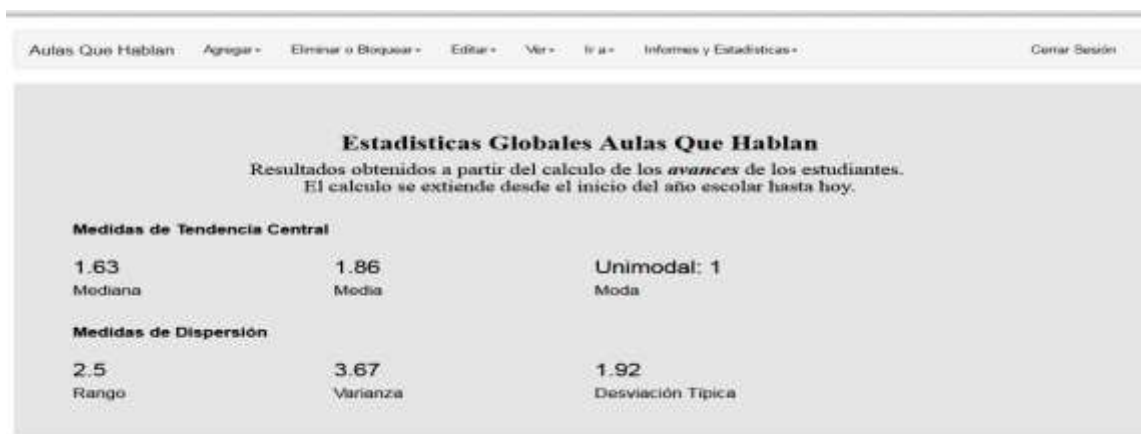 Aulas Que Hablan Agregar Eliminar o Bloquear Editar Ver Ir a Informes y Estadísticas Cerrar Sesión
Estadisticas Globales Aulas Que Hablan
Resultados obtenidos a partir del calculo de los avances de los estudiantes.
El calculo se extiende desde el inicio del año escolar hasta hoy.
Medidas de Tendencia Central
1.63 1.86 Unimodal: 1
Mediana Media Moda
Medidas de Dispersión
2.5 3.67 1.92
Rango Varianza Desviación Típica